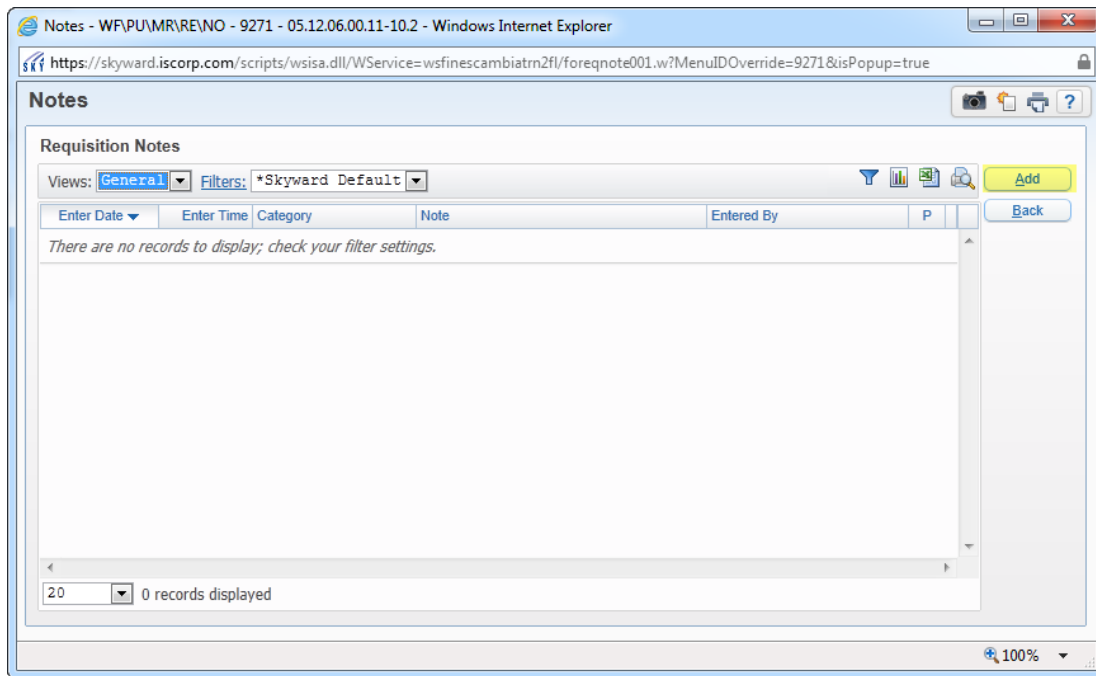 Notes - WF\PU\MR\RE\NO - 9271 - 05.12.06.00.11-10.2 - Windows Internet Explorer
https://skyward.iscorp.com/scripts/wsisa.dll/WService=wsfinescambiatrn2fl/foreqnote001.w?MenuIDOverride=9271&isPopup=true
Notes ?
Requisition Notes
Views: General Filters: *Skyward Default Add
Enter Date Enter Time Category Note Entered By P Back
There are no records to display; check your filter settings.
20 0 records displayed
100%